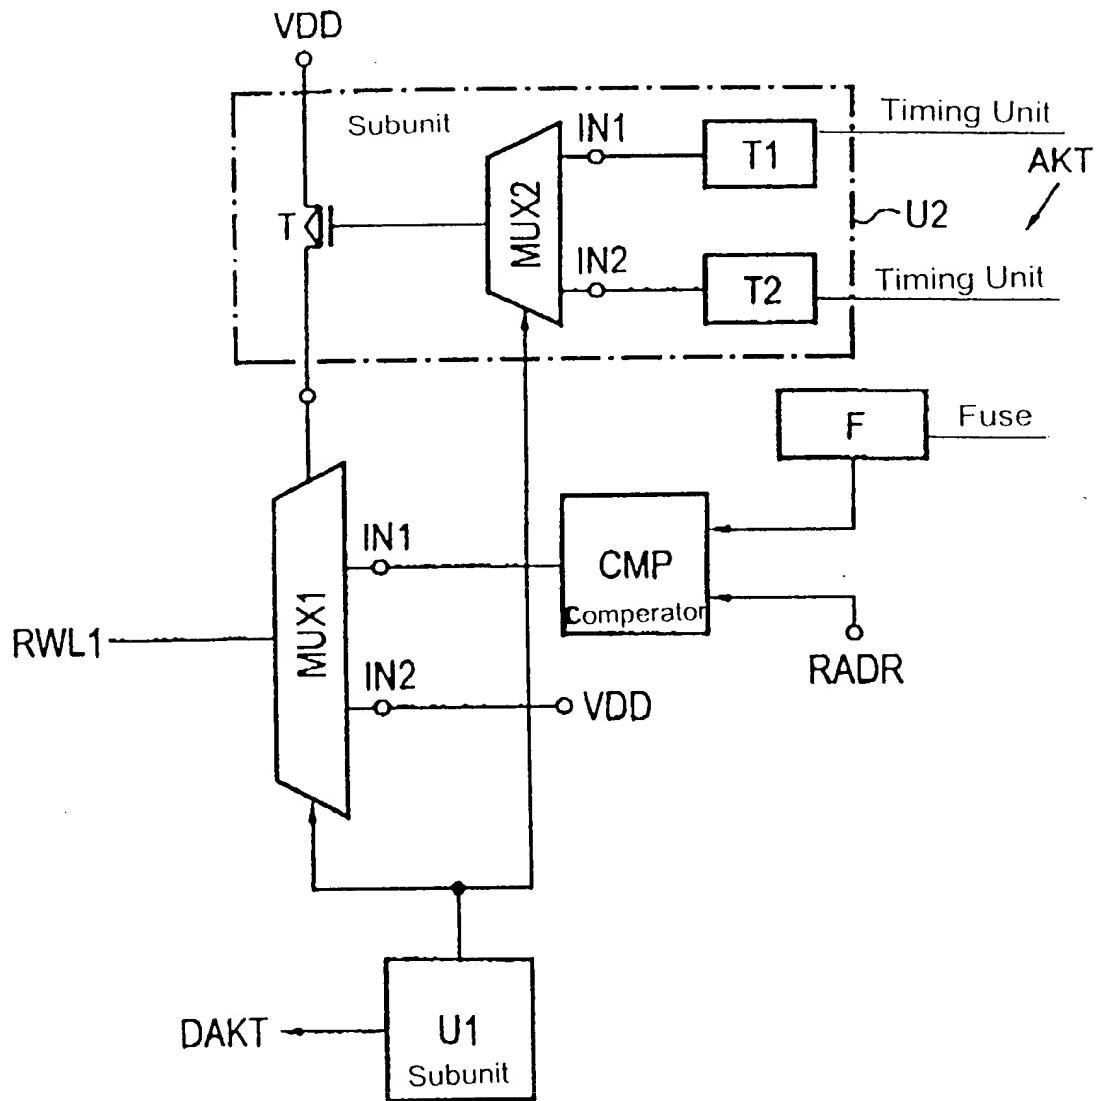 VDD
Subunit
IN1
T1
Timing Unit
AKT
T
MUX2
U2
IN2
T2
Timing Unit
F
Fuse
IN1
CMP
Comperator
MUX1
RWL1
RADR
IN2
VDD
DAKT
U1
Subunit